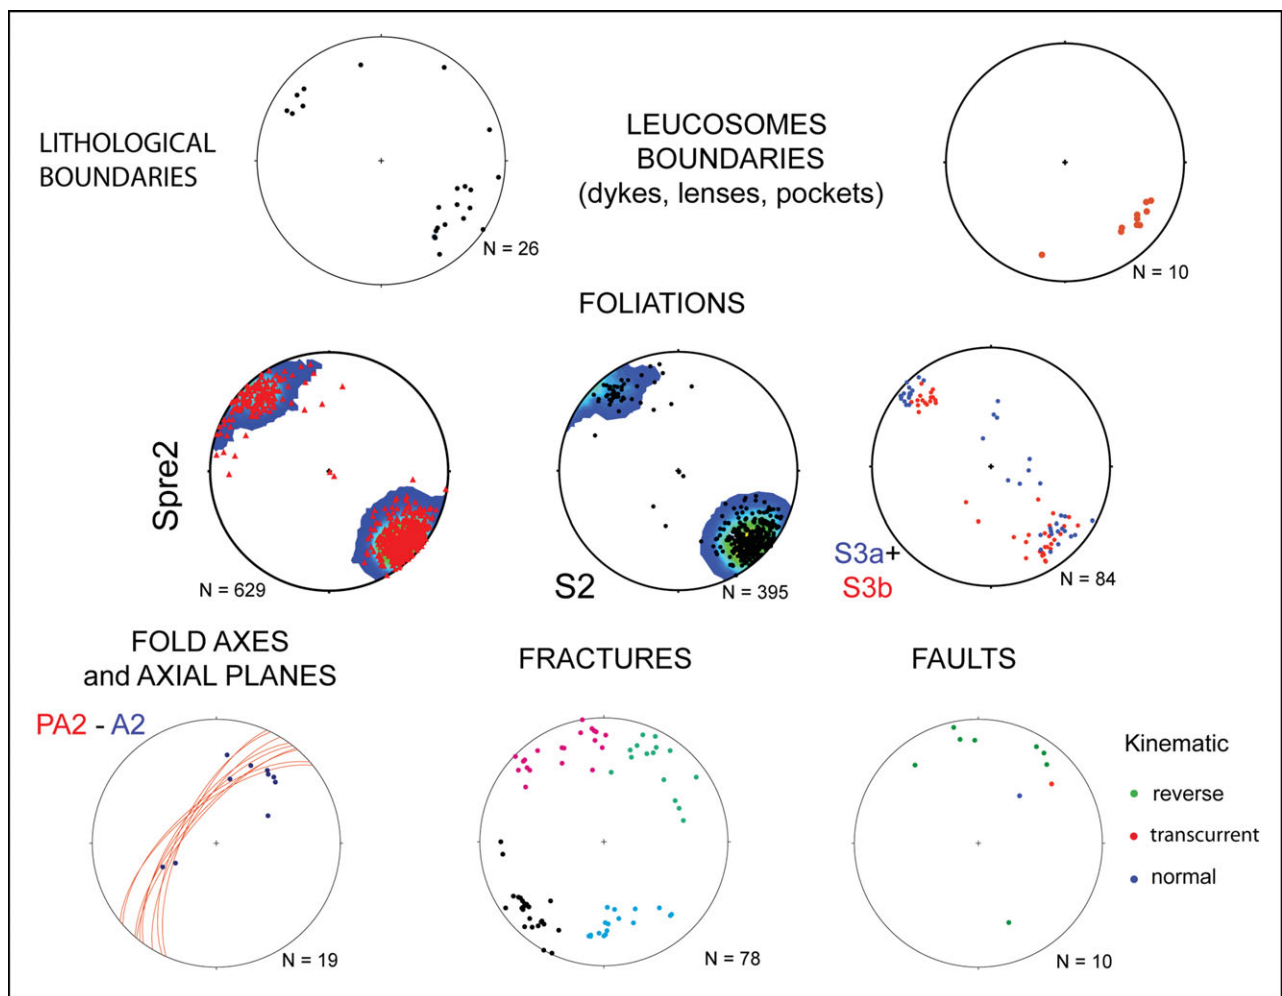 LITHOLOGICAL
BOUNDARIES
N = 26
LEUCOSOMES
BOUNDARIES
(dykes, lenses, pockets)
N = 10
FOLIATIONS
Spre2
N = 629
S2
N = 395
S3a+
S3b
N = 84
FOLD AXES
and AXIAL PLANES
PA2 - A2
N = 19
FRACTURES
N = 78
FAULTS
N = 10
Kinematic
reverse
transcurrent
normal